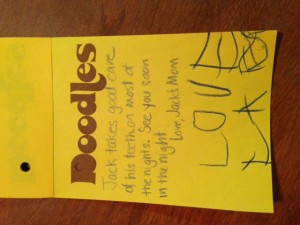 Doodles
Jack takes good care
of his teeth on most of
the nights. See you soon
in the night
Love, Jack's Mom
LOVE